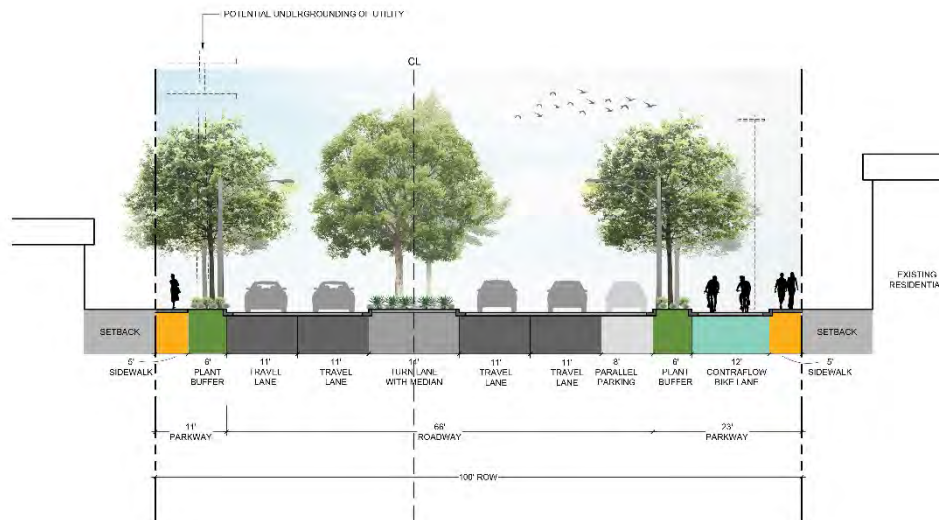 POTENTIAL UNDERGROUNDING OF UTILITY
CL
EXISTING
RESIDENTIA
SETBACK
SETBACK
5'
SIDEWALK
6'
PLANT
BUFFER
11'
TRAVEL
LANE
11'
TRAVEL
LANE
14'
TURN LANE
WITH MEDIAN
11'
TRAVEL
LANE
11'
TRAVEL
LANE
8'
PARALLEL
PARKING
6'
PLANT
BUFFER
12'
CONTRAFLOW
BIKE LANE
5'
SIDEWALK
11'
PARKWAY
66'
ROADWAY
23'
PARKWAY
100' ROW